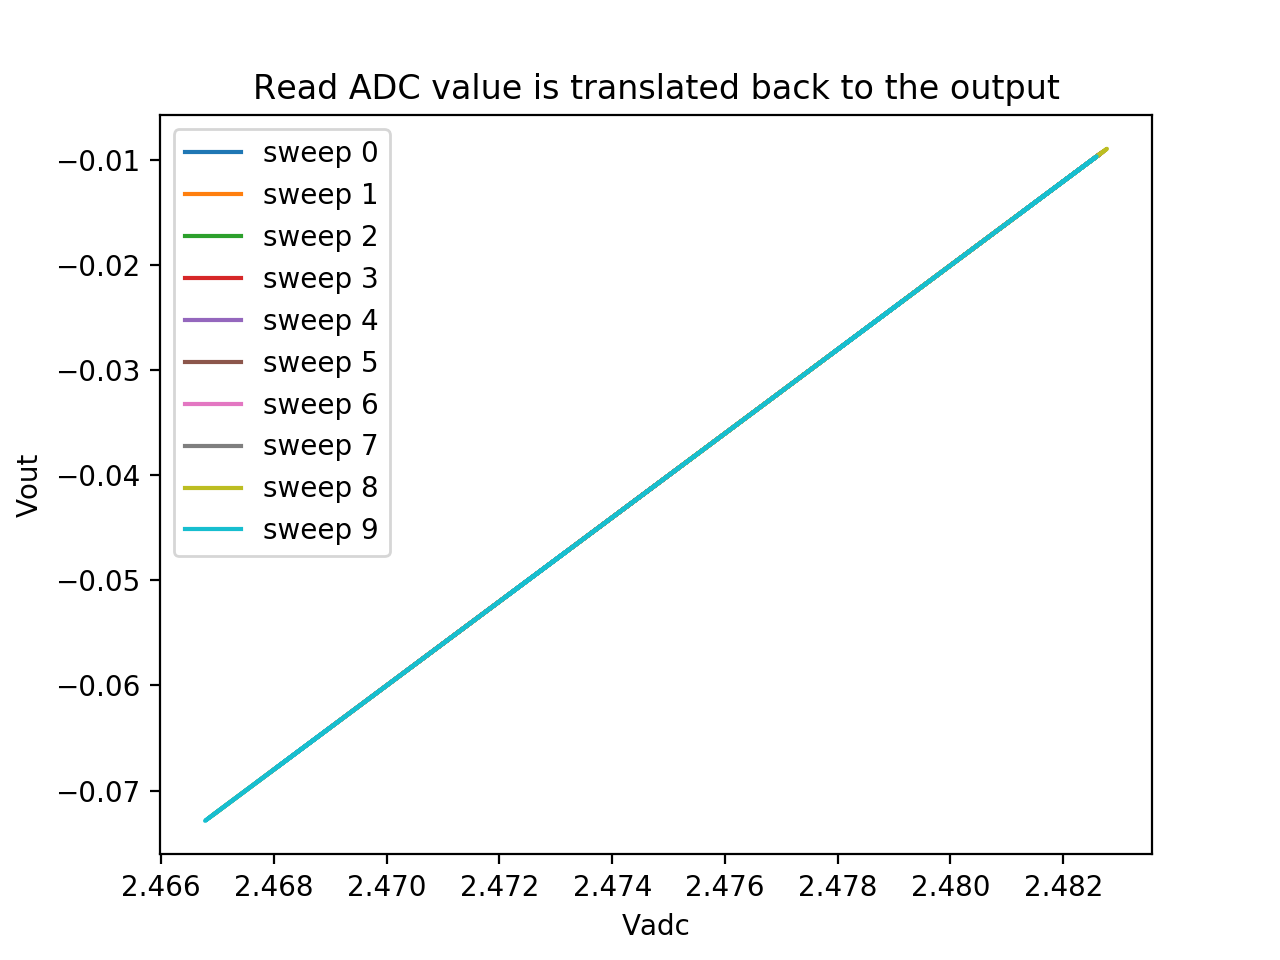 Read ADC value is translated back to the output
sweep 0
sweep 1
sweep 2
sweep 3
sweep 4
sweep 5
sweep 6
sweep 7
sweep 8
sweep 9
−0.01
−0.02
−0.03
−0.04
−0.05
−0.06
−0.07
Vout
2.466 2.468 2.470 2.472 2.474 2.476 2.478 2.480 2.482
Vadc